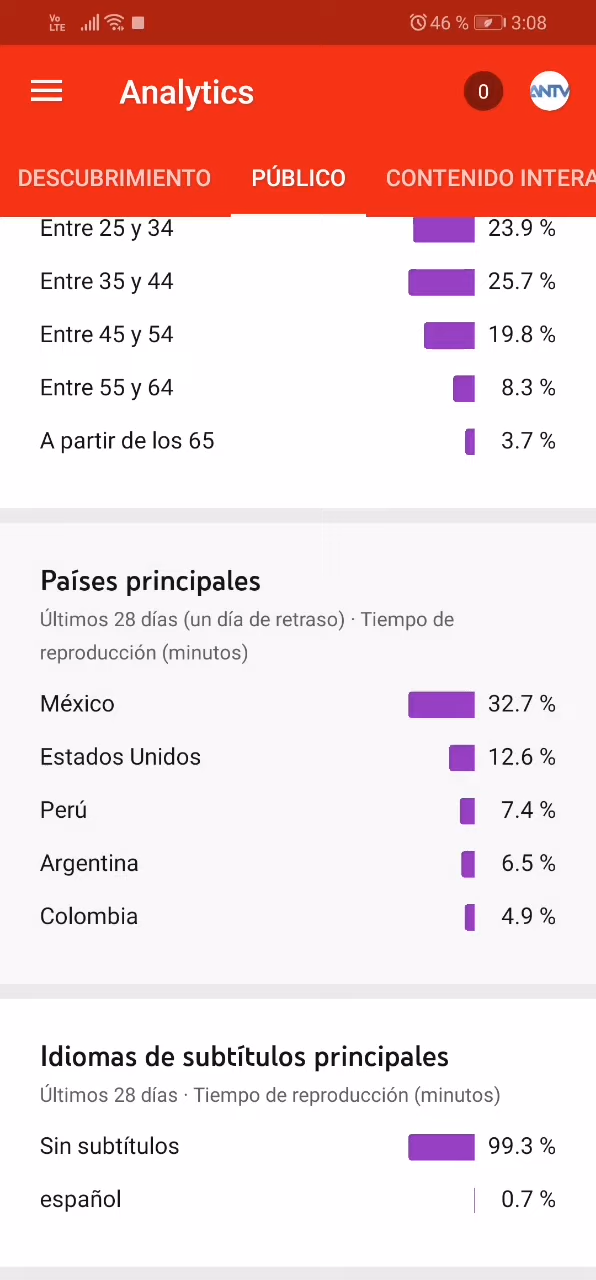 Vo
LTE
46 %
3:08
Analytics
0
ANTV
DESCUBRIMIENTO PÚBLICO CONTENIDO INTERA
Entre 25 y 34 23.9 %
Entre 35 y 44 25.7 %
Entre 45 y 54 19.8 %
Entre 55 y 64 8.3 %
A partir de los 65 3.7 %
Países principales
Últimos 28 días (un día de retraso) · Tiempo de
reproducción (minutos)
México 32.7 %
Estados Unidos 12.6 %
Perú 7.4 %
Argentina 6.5 %
Colombia 4.9 %
Idiomas de subtítulos principales
Últimos 28 días · Tiempo de reproducción (minutos)
Sin subtítulos 99.3 %
español 0.7 %